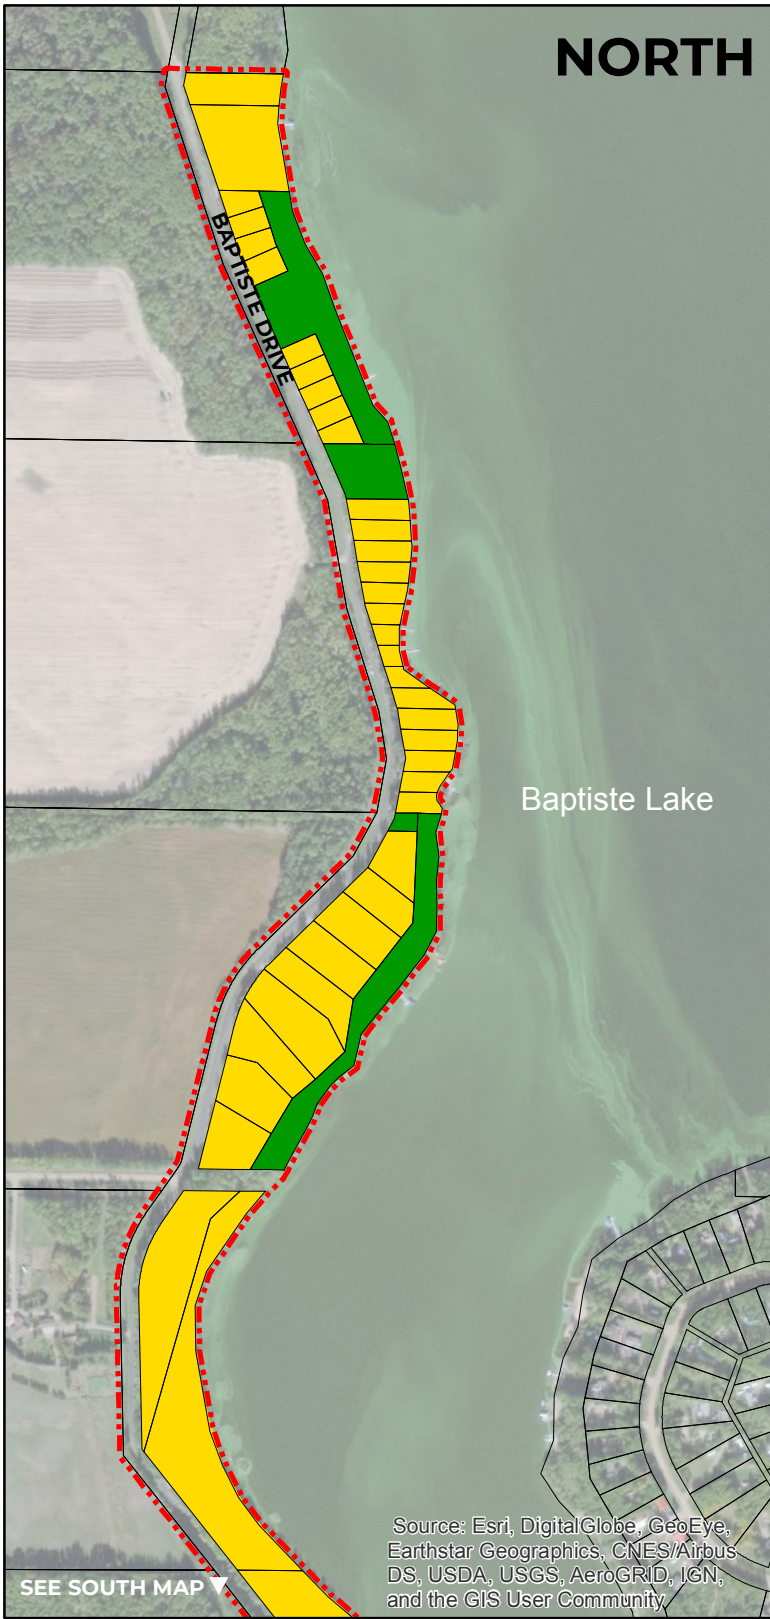 NORTH
BAPTISTE DRIVE
Baptiste Lake
Source: Esri, DigitalGlobe, GeoEye,
Earthstar Geographics, CNES/Airbus
DS, USDA, USGS, AeroGRID, IGN,
and the GIS User Community
SEE SOUTH MAP